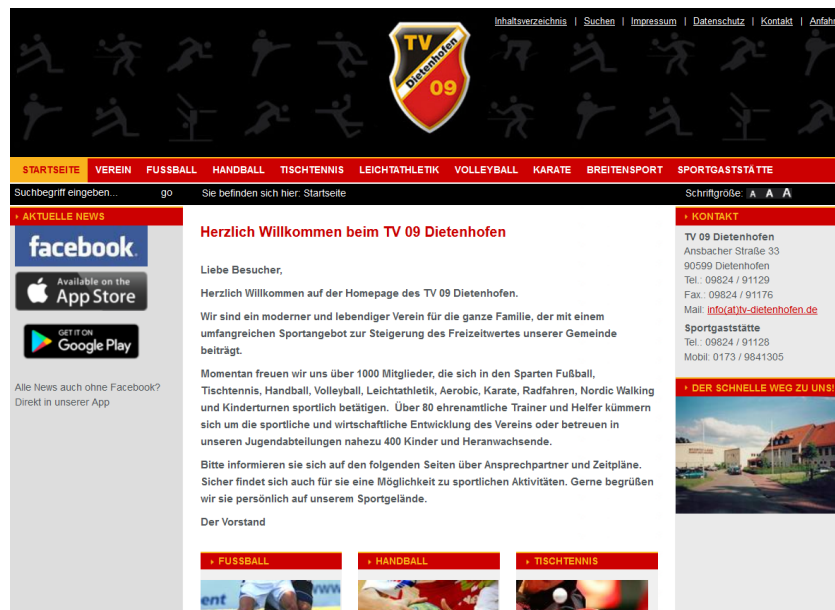 Inhaltsverzeichnis | Suchen | Impressum | Datenschutz | Kontakt | Anfahr
TV
Dietenhofen
09
STARTSEITE VEREIN FUSSBALL HANDBALL TISCHTENNIS LEICHTATHLETIK VOLLEYBALL KARATE BREITENSPORT SPORTGASTSTÄTTE
Suchbegriff eingeben... go Sie befinden sich hier: Startseite Schriftgröße: A A A
AKTUELLE NEWS
facebook
Available on the
App Store
GET IT ON
Google Play
Alle News auch ohne Facebook?
Direkt in unserer App
Herzlich Willkommen beim TV 09 Dietenhofen
Liebe Besucher,
Herzlich Willkommen auf der Homepage des TV 09 Dietenhofen.
Wir sind ein moderner und lebendiger Verein für die ganze Familie, der mit einem
umfangreichen Sportangebot zur Steigerung des Freizeitwertes unserer Gemeinde
beiträgt.
Momentan freuen wir uns über 1000 Mitglieder, die sich in den Sparten Fußball,
Tischtennis, Handball, Volleyball, Leichtathletik, Aerobic, Karate, Radfahren, Nordic Walking
und Kinderturnen sportlich betätigen. Über 80 ehrenamtliche Trainer und Helfer kümmern
sich um die sportliche und wirtschaftliche Entwicklung des Vereins oder betreuen in
unseren Jugendabteilungen nahezu 400 Kinder und Heranwachsende.
Bitte informieren sie sich auf den folgenden Seiten über Ansprechpartner und Zeitpläne.
Sicher findet sich auch für sie eine Möglichkeit zu sportlichen Aktivitäten. Gerne begrüßen
wir sie persönlich auf unserem Sportgelände.
Der Vorstand
FUSSBALL
HANDBALL
TISCHTENNIS
ent www
KONTAKT
TV 09 Dietenhofen
Ansbacher Straße 33
90599 Dietenhofen
Tel.: 09824 / 91129
Fax.: 09824 / 91176
Mail: info(at)tv-dietenhofen.de
Sportgaststätte
Tel.: 09824 / 91128
Mobil: 0173 / 9841305
DER SCHNELLE WEG ZU UNS!